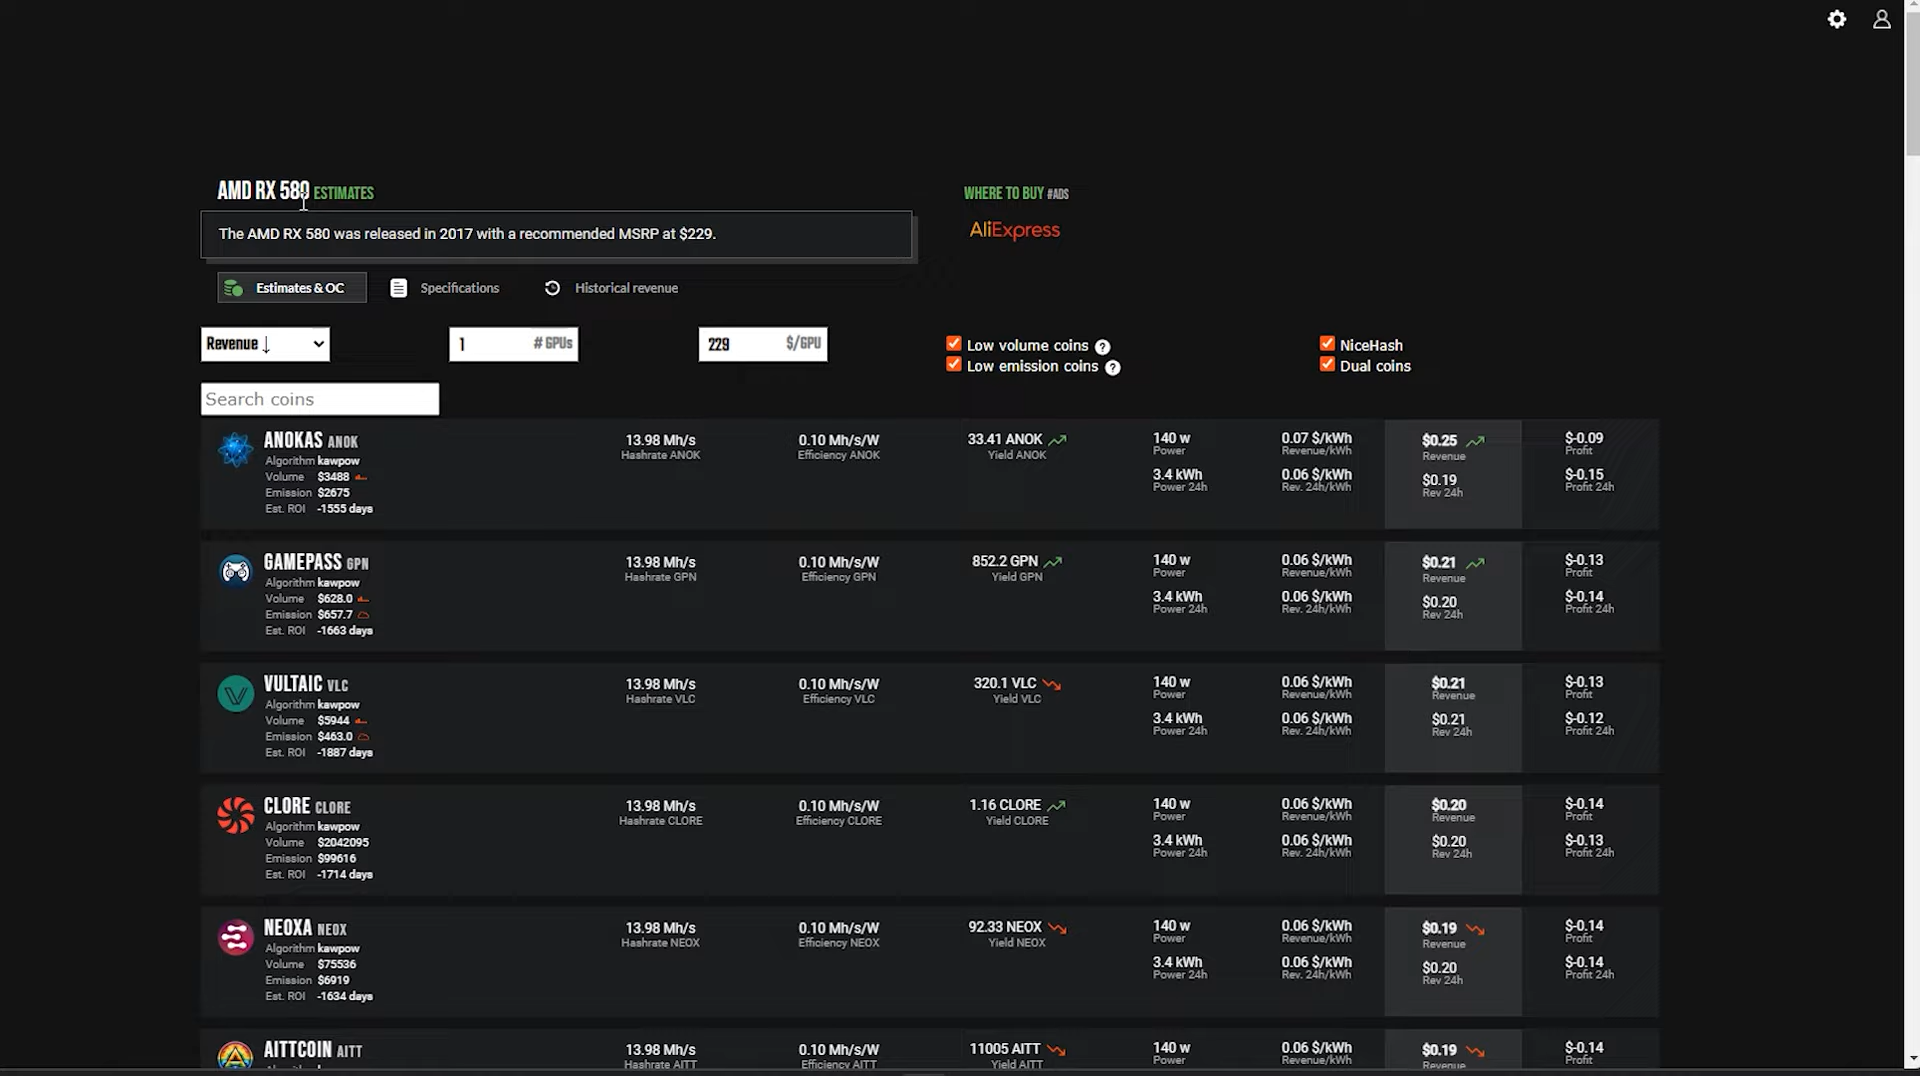 AMD RX 580 ESTIMATES
WHERE TO BUY #ADS
The AMD RX 580 was released in 2017 with a recommended MSRP at $229.
AliExpress
Estimates & OC Specifications Historical revenue
Revenue ↓ 1 # GPUs 229 $/GPU
Low volume coins ? NiceHash
Low emission coins ? Dual coins
Search coins
ANOKAS ANOK 13.98 Mh/s 0.10 Mh/s/W 33.41 ANOK 140 w 0.07 $/kWh $0.25 $-0.09
Algorithm kawpow Hashrate ANOK Efficiency ANOK Yield ANOK Power Revenue/kWh Revenue Profit
Volume $3488 3.4 kWh 0.06 $/kWh $0.19 $-0.15
Emission $2675 Power 24h Rev. 24h/kWh Rev 24h Profit 24h
Est. ROI -1555 days
GAMEPASS GPN 13.98 Mh/s 0.10 Mh/s/W 852.2 GPN 140 w 0.06 $/kWh $0.21 $-0.13
Algorithm kawpow Hashrate GPN Efficiency GPN Yield GPN Power Revenue/kWh Revenue Profit
Volume $628.0 3.4 kWh 0.06 $/kWh $0.20 $-0.14
Emission $657.7 Power 24h Rev. 24h/kWh Rev 24h Profit 24h
Est. ROI -1663 days
VULTAIC VLC 13.98 Mh/s 0.10 Mh/s/W 320.1 VLC 140 w 0.06 $/kWh $0.21 $-0.13
Algorithm kawpow Hashrate VLC Efficiency VLC Yield VLC Power Revenue/kWh Revenue Profit
Volume $5944 3.4 kWh 0.06 $/kWh $0.21 $-0.12
Emission $463.0 Power 24h Rev. 24h/kWh Rev 24h Profit 24h
Est. ROI -1887 days
CLORE CLORE 13.98 Mh/s 0.10 Mh/s/W 1.16 CLORE 140 w 0.06 $/kWh $0.20 $-0.14
Algorithm kawpow Hashrate CLORE Efficiency CLORE Yield CLORE Power Revenue/kWh Revenue Profit
Volume $2042095 3.4 kWh 0.06 $/kWh $0.20 $-0.13
Emission $99616 Power 24h Rev. 24h/kWh Rev 24h Profit 24h
Est. ROI -1714 days
NEOXA NEOX 13.98 Mh/s 0.10 Mh/s/W 92.33 NEOX 140 w 0.06 $/kWh $0.19 $-0.14
Algorithm kawpow Hashrate NEOX Efficiency NEOX Yield NEOX Power Revenue/kWh Revenue Profit
Volume $75536 3.4 kWh 0.06 $/kWh $0.20 $-0.14
Emission $6919 Power 24h Rev. 24h/kWh Rev 24h Profit 24h
Est. ROI -1634 days
AITTCOIN AITT 13.98 Mh/s 0.10 Mh/s/W 11005 AITT 140 w 0.06 $/kWh $0.19 $-0.14
Hashrate AITT Efficiency AITT Yield AITT Power Revenue/kWh Revenue Profit